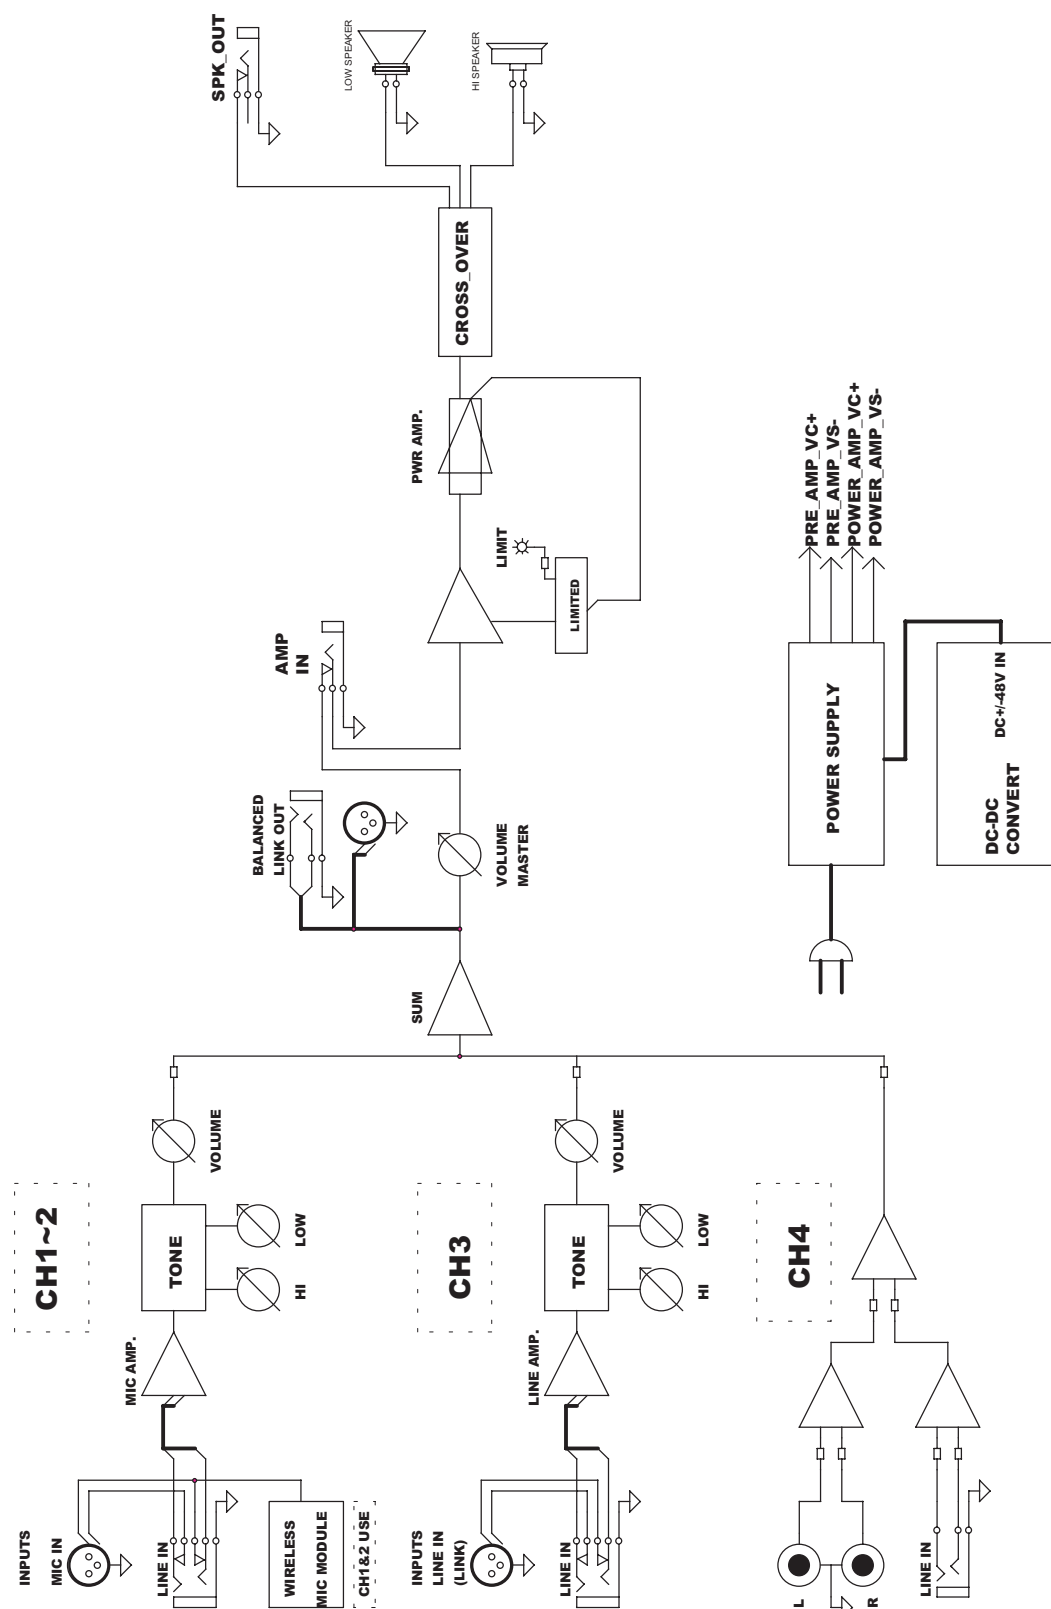 INPUTS
MIC IN
LINE IN
WIRELESS
MIC MODULE
CH1&2 USE
MIC AMP.
CH1~2
TONE
HI
LOW
VOLUME
INPUTS
LINE IN
(LINK)
LINE IN
LINE AMP.
CH3
TONE
HI
LOW
VOLUME
L
R
LINE IN
CH4
SUM
BALANCED
LINK OUT
VOLUME
MASTER
AMP
IN
LIMIT
LIMITED
PWR AMP.
CROSS_OVER
SPK_OUT
LOW SPEAKER
HI SPEAKER
POWER SUPPLY
PRE_AMP_VC+
PRE_AMP_VS-
POWER_AMP_VC+
POWER_AMP_VS-
DC-DC
CONVERT
DC+/-48V IN